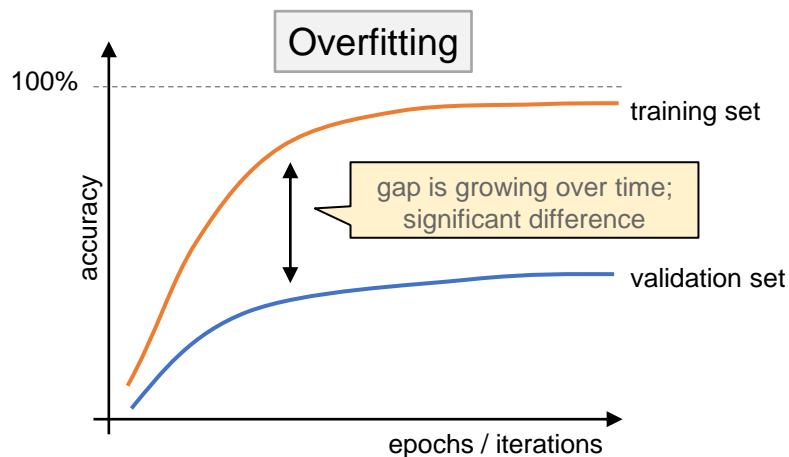 Overfitting
100%
training set
gap is growing over time;
significant difference
accuracy
validation set
epochs / iterations